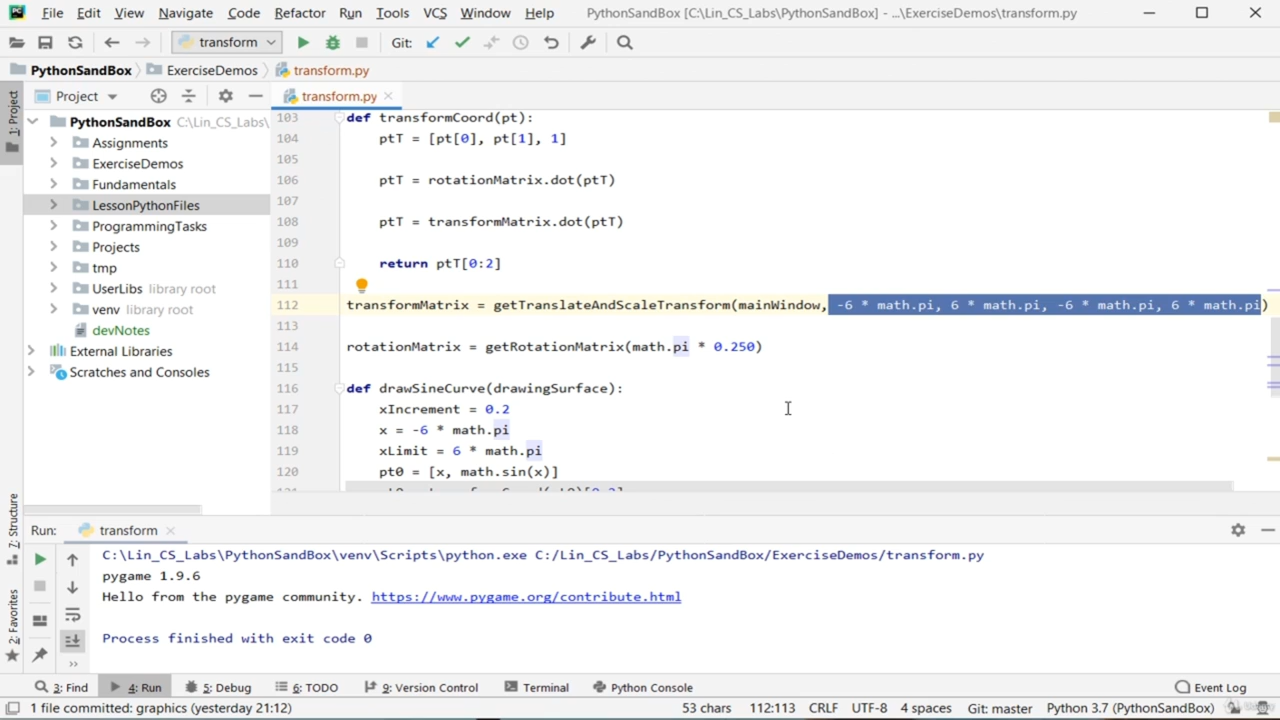 File Edit View Navigate Code Refactor Run Tools VCS Window Help PythonSandBox [C:\Lin_CS_Labs\PythonSandBox] - ...\ExerciseDemos\transform.py
transform Git:
PythonSandBox ExerciseDemos transform.py
1: Project
Project
transform.py
PythonSandBox C:\Lin_CS_Labs\
Assignments
ExerciseDemos
Fundamentals
LessonPythonFiles
ProgrammingTasks
Projects
tmp
UserLibs library root
venv library root
devNotes
External Libraries
Scratches and Consoles
103 def transformCoord(pt):
104 ptT = [pt[0], pt[1], 1]
105
106 ptT = rotationMatrix.dot(ptT)
107
108 ptT = transformMatrix.dot(ptT)
109
110 return ptT[0:2]
111
112 transformMatrix = getTranslateAndScaleTransform(mainWindow, -6 * math.pi, 6 * math.pi, -6 * math.pi, 6 * math.pi)
113
114 rotationMatrix = getRotationMatrix(math.pi * 0.250)
115
116 def drawSineCurve(drawingSurface):
117 xIncrement = 0.2
118 x = -6 * math.pi
119 xLimit = 6 * math.pi
120 pt0 = [x, math.sin(x)]
Z: Structure
2: Favorites
Run: transform
C:\Lin_CS_Labs\PythonSandBox\venv\Scripts\python.exe C:/Lin_CS_Labs/PythonSandBox/ExerciseDemos/transform.py
pygame 1.9.6
Hello from the pygame community. https://www.pygame.org/contribute.html
Process finished with exit code 0
3: Find 4: Run 5: Debug 6: TODO 9: Version Control Terminal Python Console Event Log
1 file committed: graphics (yesterday 21:12) 53 chars 112:113 CRLF UTF-8 4 spaces Git: master Python 3.7 (PythonSandBox)